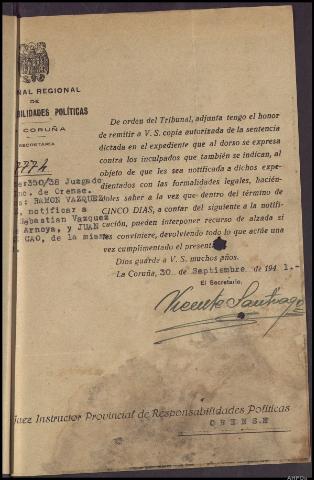 NAL REGIONAL
DE
BILIDADES POLÍTICAS
CORUÑA
SECRETARIA
777 4
350/38 Juzgado
de Orense.
RAMON VAZQUEZ
notificar a
Sebastian Vazquez
Arnoya, y JUAN
CAO, de la misma
De orden del Tribunal, adjunta tengo el honor
de remitir a V. S. copia autorizada de la sentencia
dictada en el expediente que al dorso se expresa
contra los inculpados que también se indican, al
objeto de que les sea notificada a dichos expe-
dientados con las formalidades legales, hacién-
doles saber a la vez que dentro del término de
CINCO DIAS, a contar del siguiente a la notifi-
cación, pueden interponer recurso de alzada si
les conviniere, devolviendo todo lo que actúe una
vez cumplimentado el presente
Dios guarde a V. S. muchos años.
La Coruña, 30. de Septiembre de 194 1.-
El Secretario,
Vicente Santiago
Juez Instructor Provincial de Responsabilidades Políticas
ORENSE
AHPOu